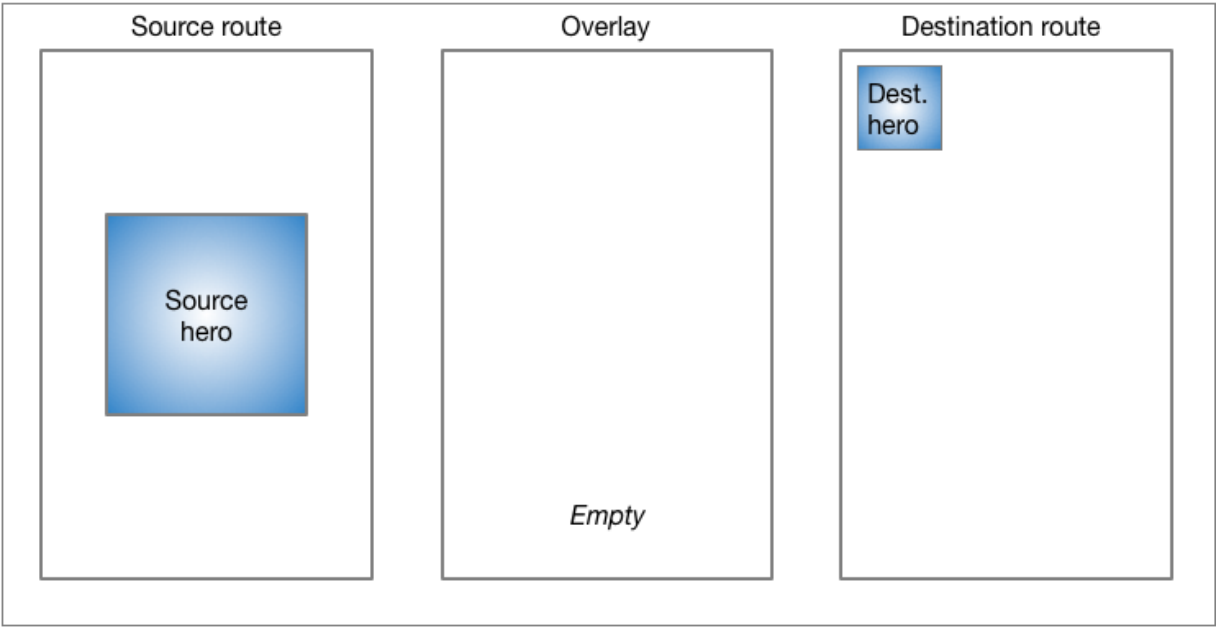 Source route
Overlay
Destination route
Dest.
hero
Source
hero
Empty